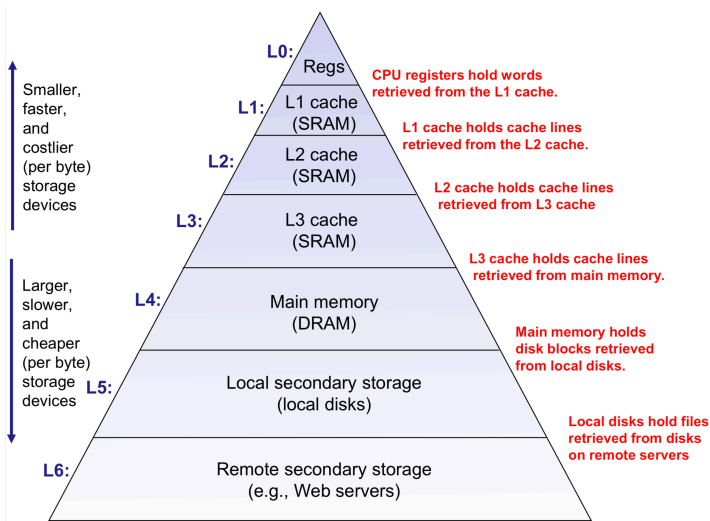 L0:
Regs
CPU registers hold words
retrieved from the L1 cache.
Smaller,
faster,
and
costlier
(per byte)
storage
devices
L1:
L1 cache
(SRAM)
L1 cache holds cache lines
retrieved from the L2 cache.
L2:
L2 cache
(SRAM)
L2 cache holds cache lines
retrieved from L3 cache
L3:
L3 cache
(SRAM)
L3 cache holds cache lines
retrieved from main memory.
Larger,
slower,
and
cheaper
(per byte)
storage
devices
L4:
Main memory
(DRAM)
Main memory holds
disk blocks retrieved
from local disks.
L5:
Local secondary storage
(local disks)
Local disks hold files
retrieved from disks
on remote servers
L6:
Remote secondary storage
(e.g., Web servers)